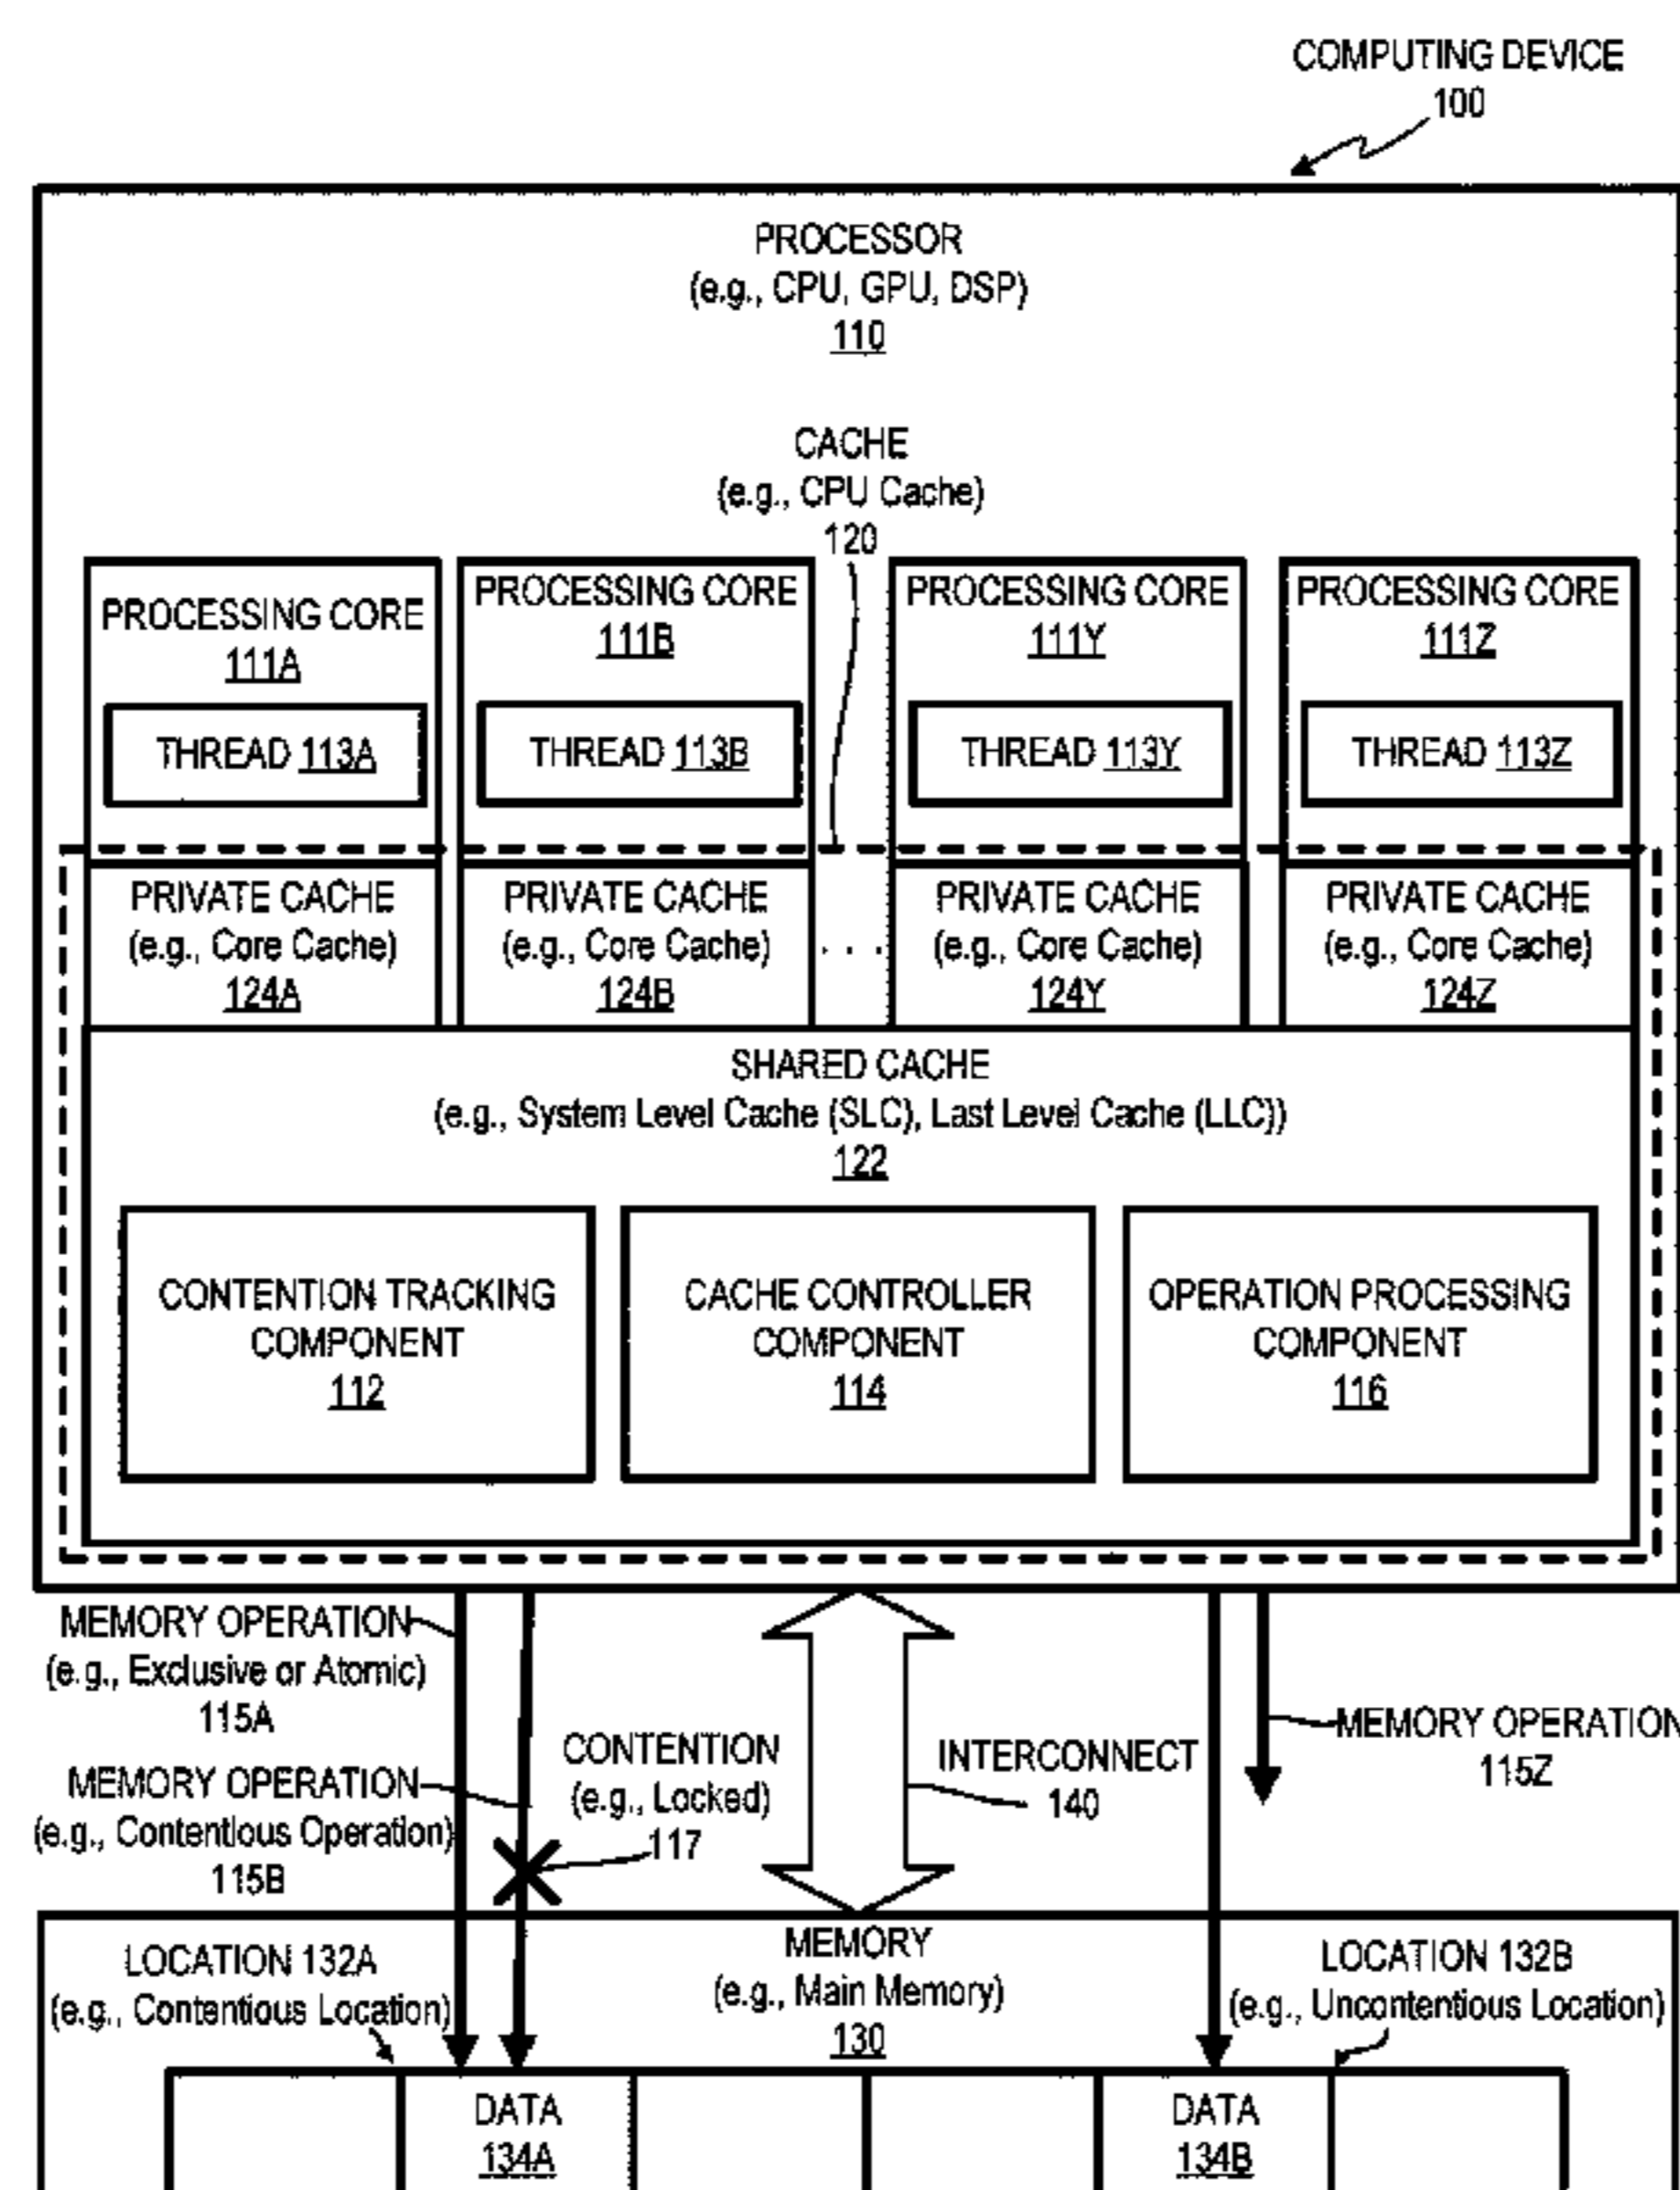 COMPUTING DEVICE
100
PROCESSOR
(e.g., CPU, GPU, DSP)
110
CACHE
(e.g., CPU Cache)
120
PROCESSING CORE
111A
THREAD 113A
PROCESSING CORE
111B
THREAD 113B
PROCESSING CORE
111Y
THREAD 113Y
PROCESSING CORE
111Z
THREAD 113Z
PRIVATE CACHE
(e.g., Core Cache)
124A
PRIVATE CACHE
(e.g., Core Cache)
124B
. . .
PRIVATE CACHE
(e.g., Core Cache)
124Y
PRIVATE CACHE
(e.g., Core Cache)
124Z
SHARED CACHE
(e.g., System Level Cache (SLC), Last Level Cache (LLC))
122
CONTENTION TRACKING
COMPONENT
112
CACHE CONTROLLER
COMPONENT
114
OPERATION PROCESSING
COMPONENT
116
MEMORY OPERATION
(e.g., Exclusive or Atomic)
115A
MEMORY OPERATION
(e.g., Contentious Operation)
115B
CONTENTION
(e.g., Locked)
117
INTERCONNECT
140
MEMORY OPERATION
115Z
LOCATION 132A
(e.g., Contentious Location)
MEMORY
(e.g., Main Memory)
130
LOCATION 132B
(e.g., Uncontentious Location)
DATA
134A
DATA
134B